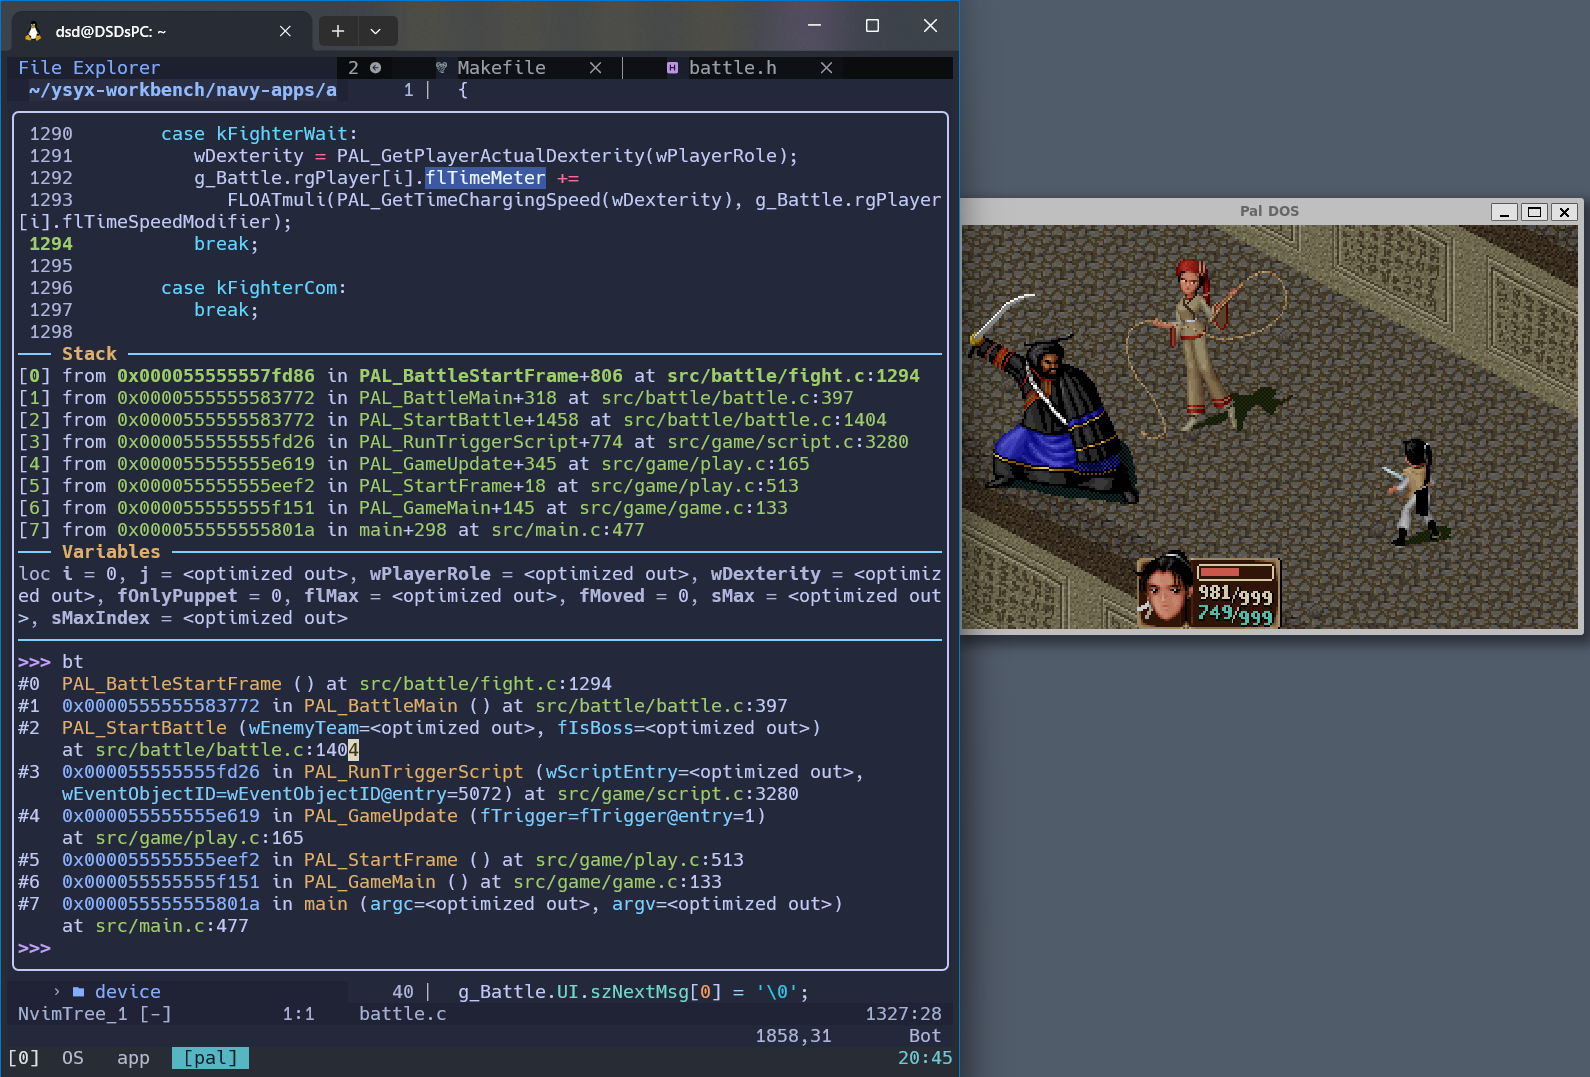 dsd@DSDsPC: ~
File Explorer 2 Makefile battle.h
~/ysyx-workbench/navy-apps/a 1 | {
1290 case kFighterWait:
1291 wDexterity = PAL_GetPlayerActualDexterity(wPlayerRole);
1292 g_Battle.rgPlayer[i].flTimeMeter +=
1293 FLOATmuli(PAL_GetTimeChargingSpeed(wDexterity), g_Battle.rgPlayer
[i].flTimeSpeedModifier);
1294 break;
1295
1296 case kFighterCom:
1297 break;
1298
Stack
[0] from 0x000055555557fd86 in PAL_BattleStartFrame+806 at src/battle/fight.c:1294
[1] from 0x0000555555583772 in PAL_BattleMain+318 at src/battle/battle.c:397
[2] from 0x0000555555583772 in PAL_StartBattle+1458 at src/battle/battle.c:1404
[3] from 0x000055555555fd26 in PAL_RunTriggerScript+774 at src/game/script.c:3280
[4] from 0x000055555555e619 in PAL_GameUpdate+345 at src/game/play.c:165
[5] from 0x000055555555eef2 in PAL_StartFrame+18 at src/game/play.c:513
[6] from 0x000055555555f151 in PAL_GameMain+145 at src/game/game.c:133
[7] from 0x000055555555801a in main+298 at src/main.c:477
Variables
loc i = 0, j = <optimized out>, wPlayerRole = <optimized out>, wDexterity = <optimiz
ed out>, fOnlyPuppet = 0, flMax = <optimized out>, fMoved = 0, sMax = <optimized out
>, sMaxIndex = <optimized out>
>>> bt
#0 PAL_BattleStartFrame () at src/battle/fight.c:1294
#1 0x0000555555583772 in PAL_BattleMain () at src/battle/battle.c:397
#2 PAL_StartBattle (wEnemyTeam=<optimized out>, fIsBoss=<optimized out>)
at src/battle/battle.c:1404
#3 0x000055555555fd26 in PAL_RunTriggerScript (wScriptEntry=<optimized out>,
wEventObjectID=wEventObjectID@entry=5072) at src/game/script.c:3280
#4 0x000055555555e619 in PAL_GameUpdate (fTrigger=fTrigger@entry=1)
at src/game/play.c:165
#5 0x000055555555eef2 in PAL_StartFrame () at src/game/play.c:513
#6 0x000055555555f151 in PAL_GameMain () at src/game/game.c:133
#7 0x000055555555801a in main (argc=<optimized out>, argv=<optimized out>)
at src/main.c:477
>>>
› device 40 | g_Battle.UI.szNextMsg[0] = '\0';
NvimTree_1 [-] 1:1 battle.c 1327:28
1858,31 Bot
[0] OS app [pal] 20:45
Pal DOS
981/999
749/999